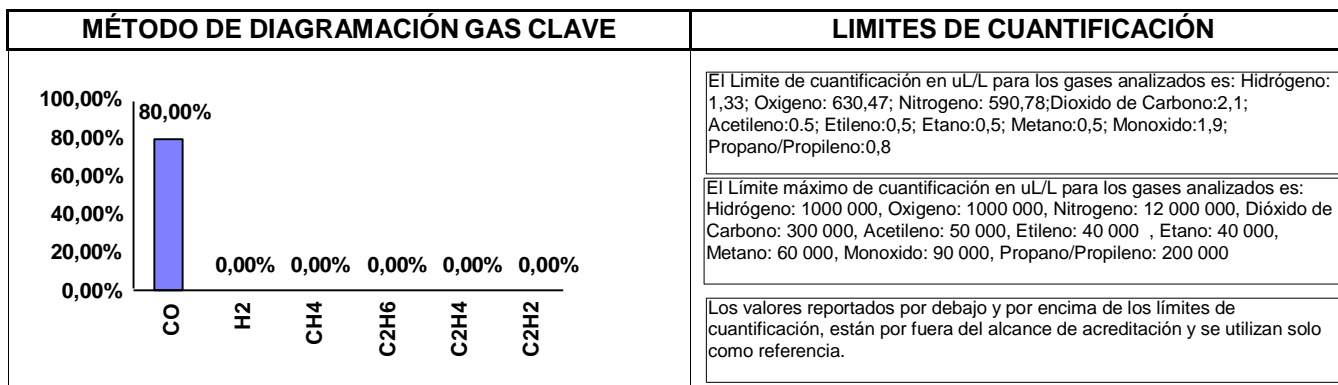 MÉTODO DE DIAGRAMACIÓN GAS CLAVE
LIMITES DE CUANTIFICACIÓN
100,00%
80,00%
60,00%
40,00%
20,00%
0,00%
80,00%
0,00% 0,00% 0,00% 0,00% 0,00%
CO
H2
CH4
C2H6
C2H4
C2H2
El Limite de cuantificación en uL/L para los gases analizados es: Hidrógeno:
1,33; Oxigeno: 630,47; Nitrogeno: 590,78;Dioxido de Carbono:2,1;
Acetileno:0.5; Etileno:0,5; Etano:0,5; Metano:0,5; Monoxido:1,9;
Propano/Propileno:0,8
El Límite máximo de cuantificación en uL/L para los gases analizados es:
Hidrógeno: 1000 000, Oxigeno: 1000 000, Nitrogeno: 12 000 000, Dióxido de
Carbono: 300 000, Acetileno: 50 000, Etileno: 40 000 , Etano: 40 000,
Metano: 60 000, Monoxido: 90 000, Propano/Propileno: 200 000
Los valores reportados por debajo y por encima de los límites de
cuantificación, están por fuera del alcance de acreditación y se utilizan solo
como referencia.